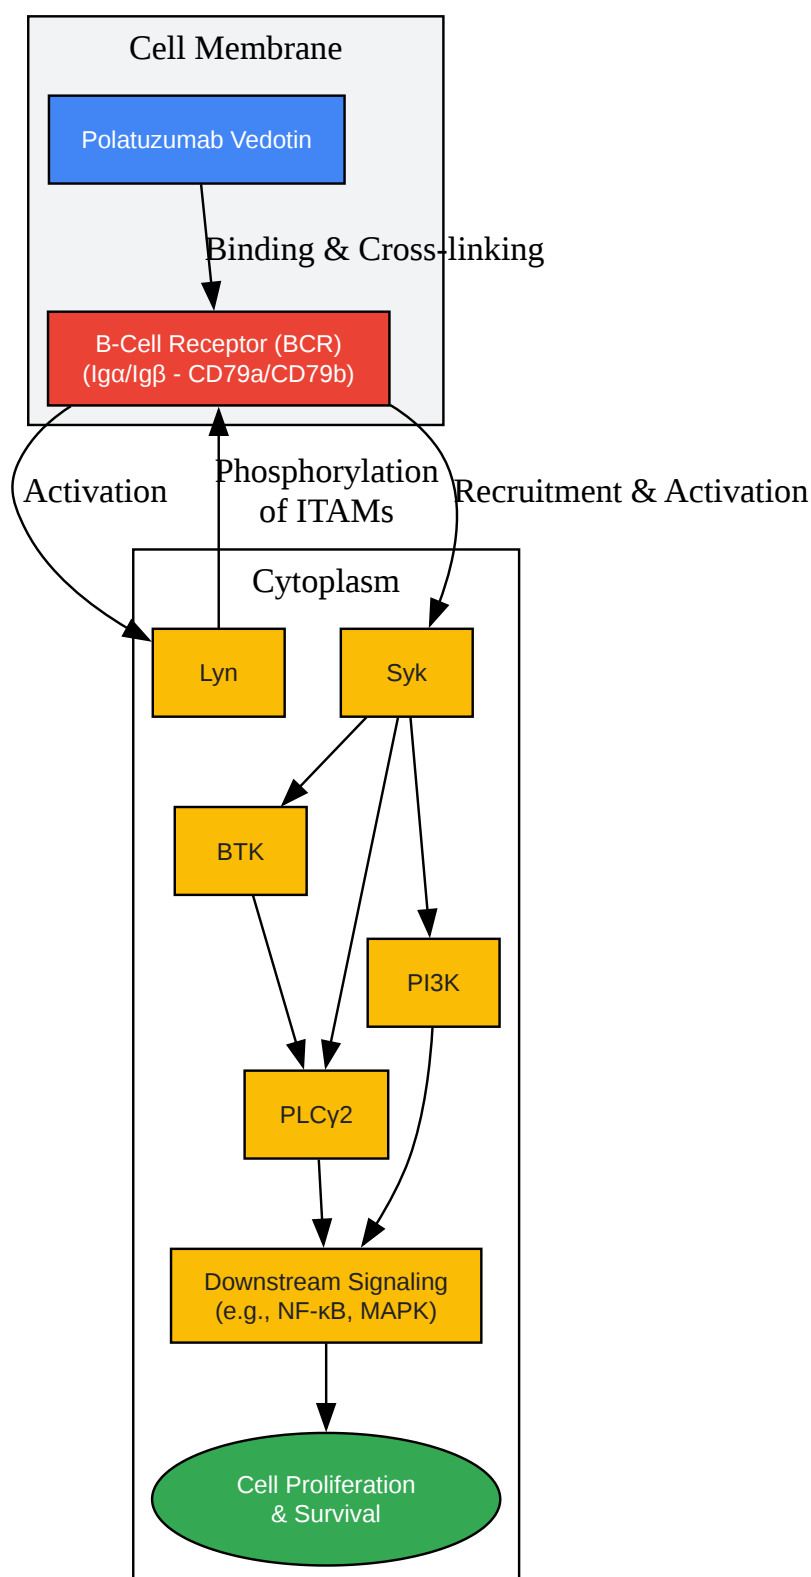 Cell Membrane
Polatuzumab Vedotin
Binding & Cross-linking
B-Cell Receptor (BCR)
(Igα/Igβ - CD79a/CD79b)
Activation
Phosphorylation
of ITAMs
Recruitment & Activation
Cytoplasm
Lyn
Syk
BTK
PI3K
PLCγ2
Downstream Signaling
(e.g., NF-κB, MAPK)
Cell Proliferation
& Survival